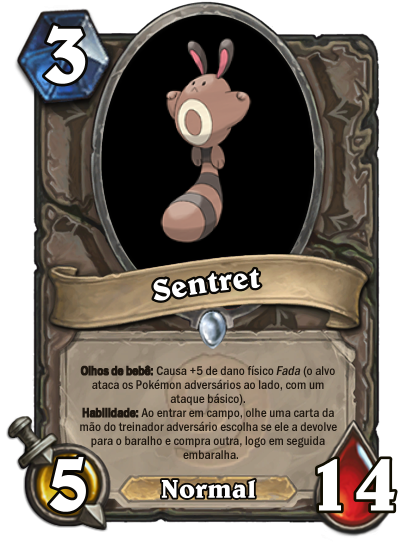 3
Sentret
Olhos de bebê: Causa +5 de dano físico Fada (o alvo
ataca os Pokémon adversários ao lado, com um
ataque básico).
Habilidade: Ao entrar em campo, olhe uma carta da
mão do treinador adversário escolha se ele a devolve
para o baralho e compra outra, logo em seguida
embaralha.
5
Normal
14